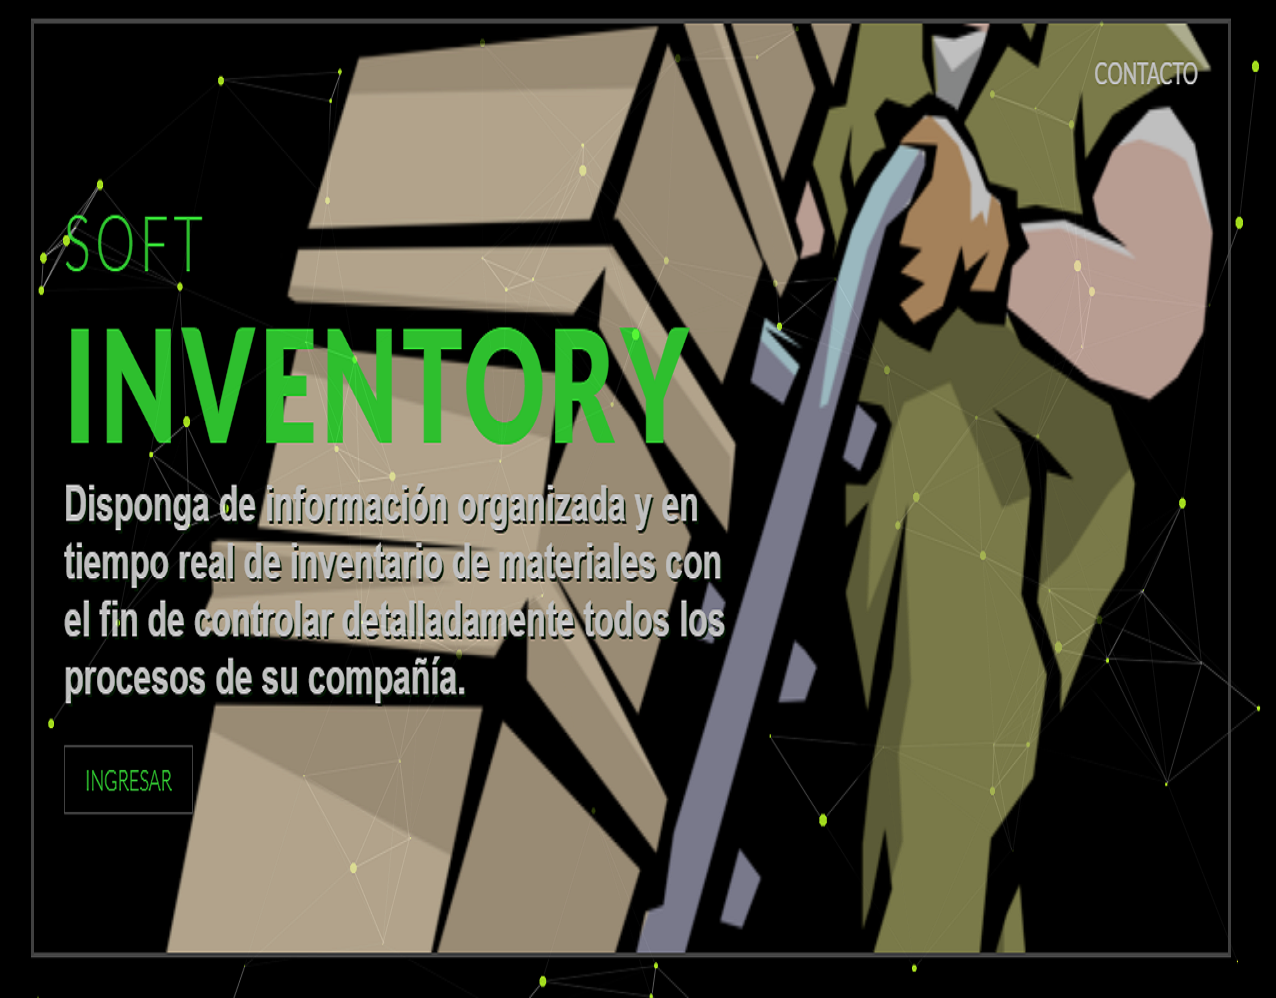 CONTACTO
SOFT
INVENTORY
Disponga de información organizada y en
tiempo real de inventario de materiales con
el fin de controlar detalladamente todos los
procesos de su compañía.
INGRESAR